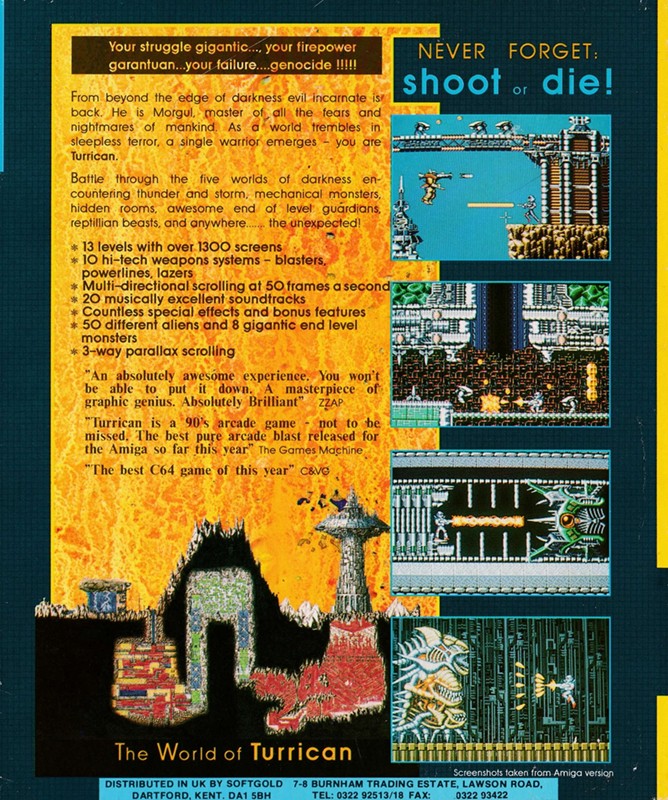 Your struggle gigantic..., your firepower
garantuan...your failure....genocide !!!!!
From beyond the edge of darkness evil incarnate is
back. He is Morgul, master of all the fears and
nightmares of mankind. As a world trembles in
sleepless terror, a single warrior emerges – you are
Turrican.
Battle through the five worlds of darkness en-
countering thunder and storm, mechanical monsters,
hidden rooms, awesome end of level guardians,
reptillian beasts, and anywhere...... the unexpected!
* 13 levels with over 1300 screens
* 10 hi-tech weapons systems – blasters,
powerlines, lazers
* Multi-directional scrolling at 50 frames a second
* 20 musically excellent soundtracks
* Countless special effects and bonus features
* 50 different aliens and 8 gigantic end level
monsters
* 3-way parallax scrolling
"An absolutely awesome experience. You won't
be able to put it down. A masterpiece of
graphic genius. Absolutely Brilliant" ZZAP
"Turrican is a 90's arcade game - not to be
missed. The best pure arcade blast released for
the Amiga so far this year" The Games Machine
"The best C64 game of this year" C&VG
The World of Turrican
NEVER FORGET:
shoot or die!
Screenshots taken from Amiga version
DISTRIBUTED IN UK BY SOFTGOLD 7-8 BURNHAM TRADING ESTATE, LAWSON ROAD,
DARTFORD, KENT. DA1 5BH TEL: 0322 92513/18 FAX: 0322 93422